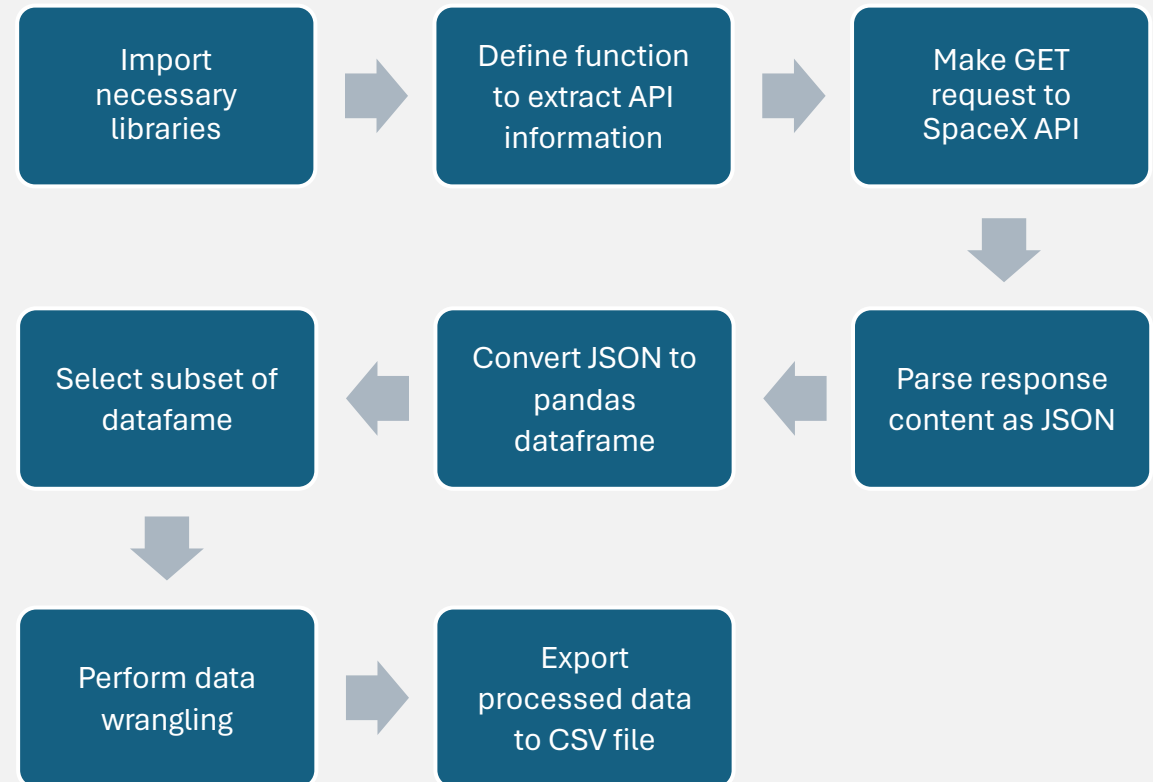 Import
necessary
libraries
Define function
to extract API
information
Make GET
request to
SpaceX API
Parse response
content as JSON
Convert JSON to
pandas
dataframe
Select subset of
datafame
Perform data
wrangling
Export
processed data
to CSV file